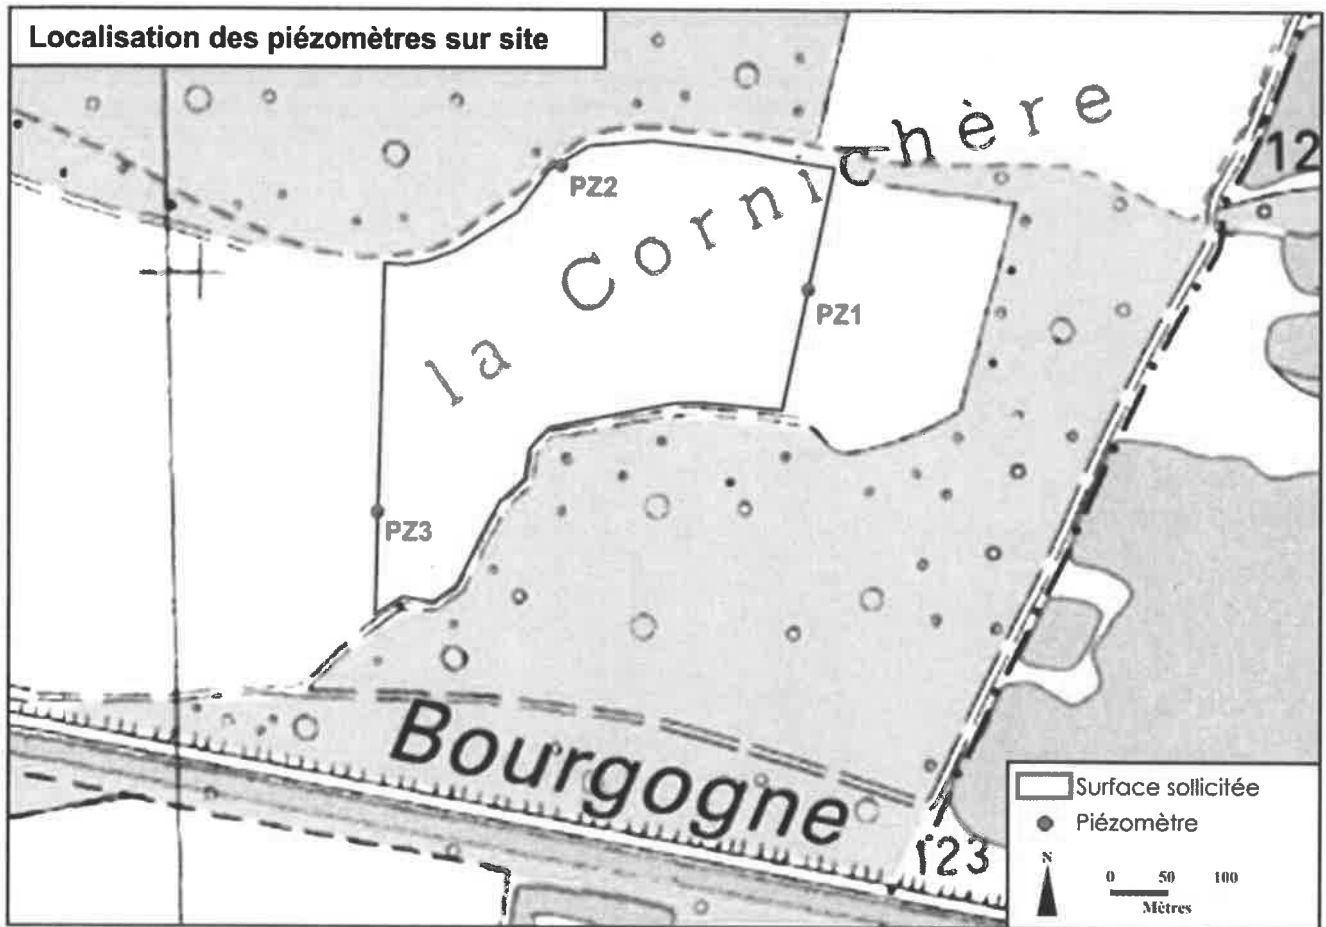 Localisation des piézomètres sur site
la Cornichère
12
PZ2
PZ1
PZ3
Bourgogne
123
Surface sollicitée
Piézomètre
N
0 50 100
Mètres